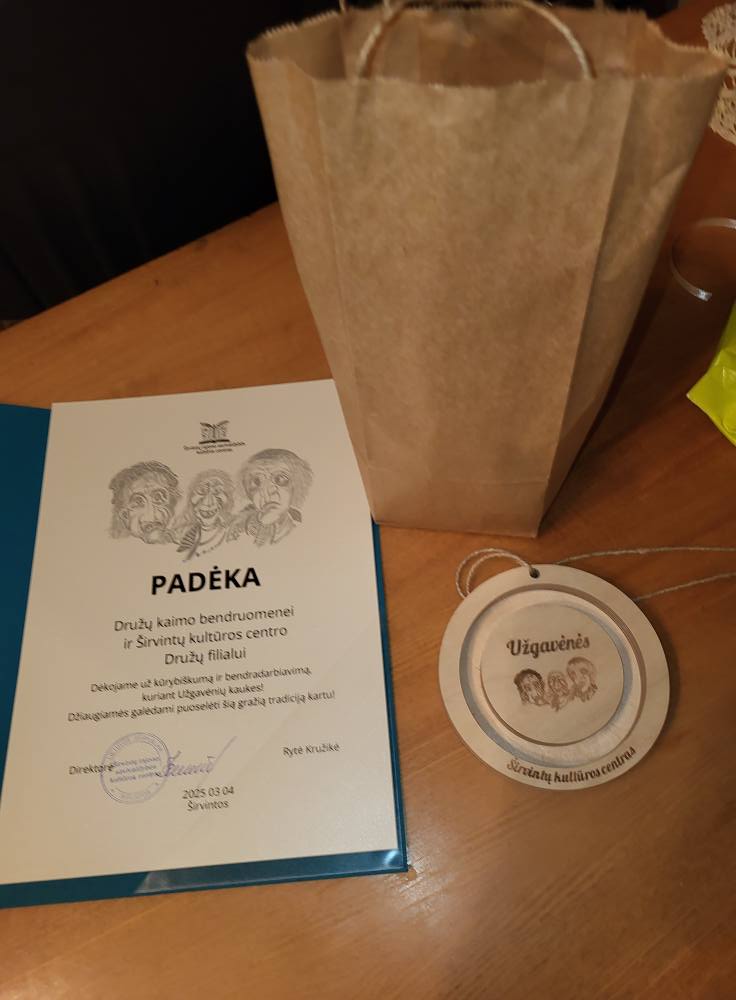 PADĖKA
Družų kaimo bendruomenei
ir Širvintų kultūros centro
Družų filialui
Dėkojame už kūrybiškumą ir bendradarbiavimą,
kuriant Užgavėnių kaukes!
Džiaugiamės galėdami puoselėti šią gražią tradiciją kartu!
Direktorė
Rytė Kružikė
2025 03 04
Širvintos
Užgavėnės
Širvintų kultūros centras